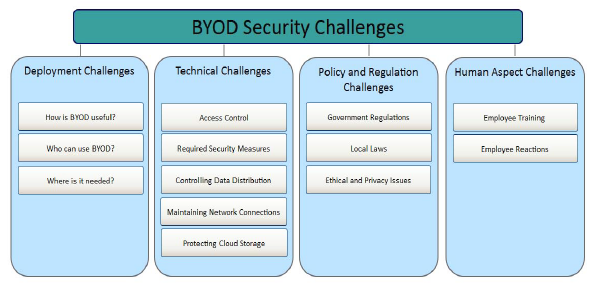 BYOD Security Challenges
Deployment Challenges
How is BYOD useful?
Who can use BYOD?
Where is it needed?
Technical Challenges
Access Control
Required Security Measures
Controlling Data Distribution
Maintaining Network Connections
Protecting Cloud Storage
Policy and Regulation
Challenges
Government Regulations
Local Laws
Ethical and Privacy Issues
Human Aspect Challenges
Employee Training
Employee Reactions